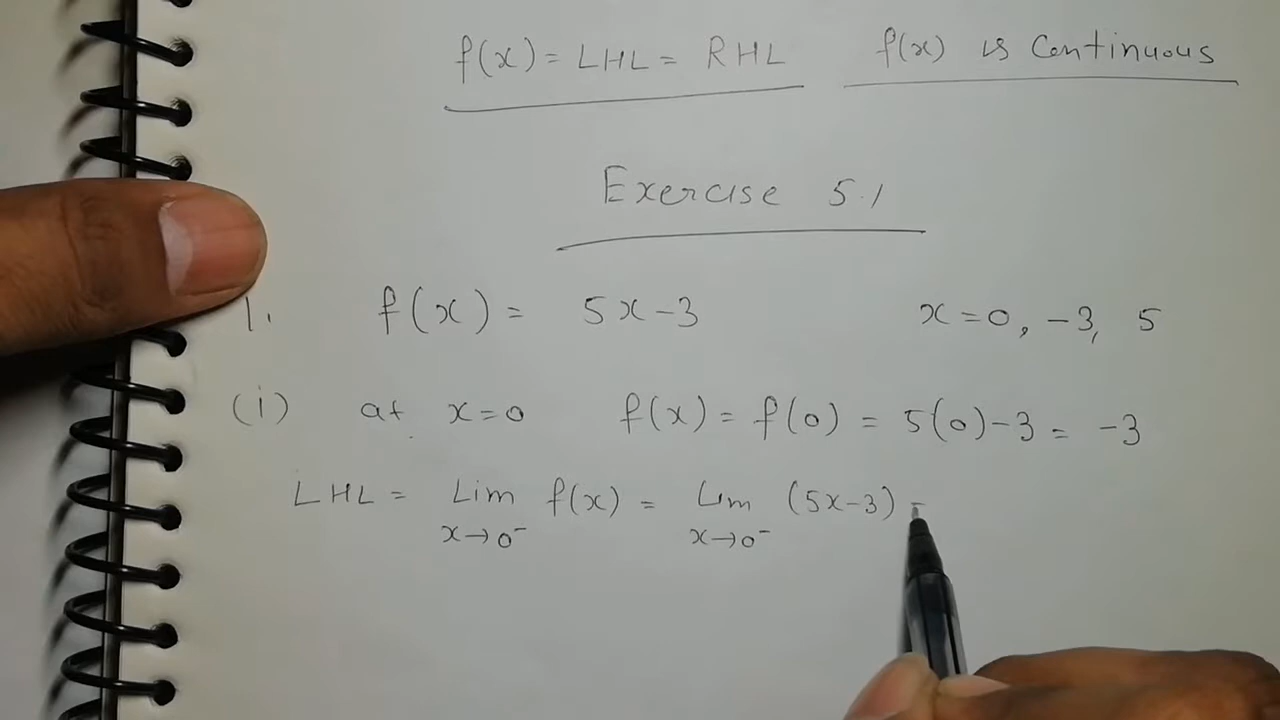 f(x) = LHL = RHL f(x) is Continuous
Exercise 5.1
1. f(x) = 5x-3 x=0, -3, 5
(i) at x=0 f(x) = f(0) = 5(0)-3 = -3
LHL = Lim f(x) = Lim (5x-3) =
x→0⁻ x→0⁻